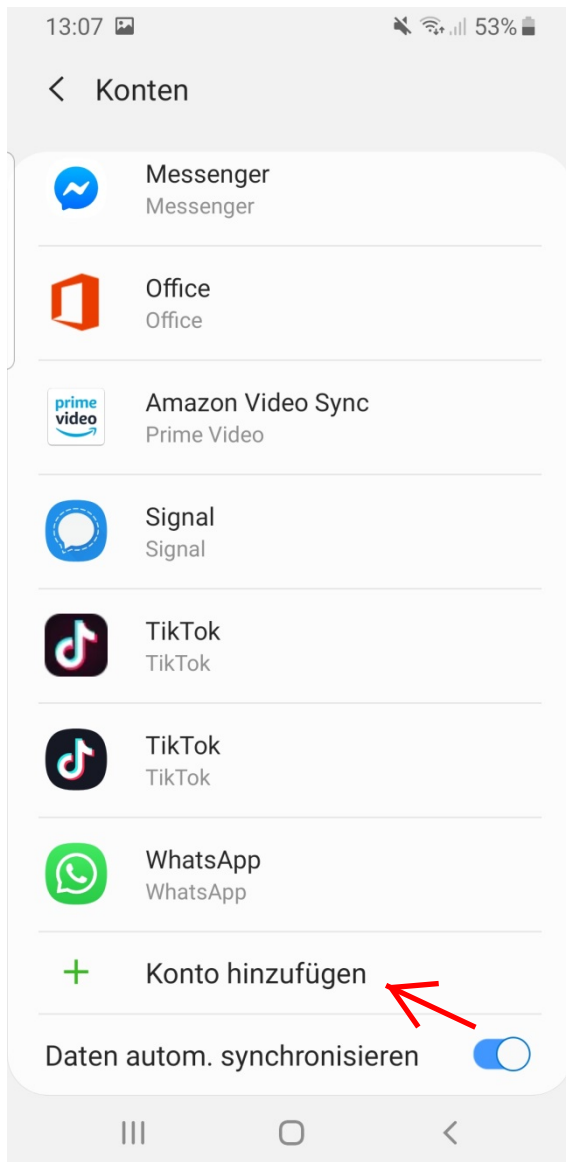 13:07 53%
Konten
Messenger
Messenger
Office
Office
prime
video
Amazon Video Sync
Prime Video
Signal
Signal
TikTok
TikTok
TikTok
TikTok
WhatsApp
WhatsApp
Konto hinzufügen
Daten autom. synchronisieren